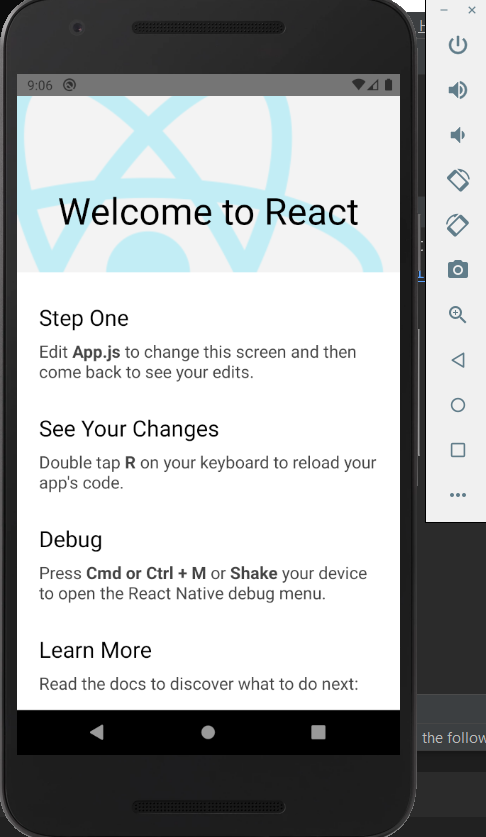 9:06
Welcome to React
Step One
Edit App.js to change this screen and then
come back to see your edits.
See Your Changes
Double tap R on your keyboard to reload your
app's code.
Debug
Press Cmd or Ctrl + M or Shake your device
to open the React Native debug menu.
Learn More
Read the docs to discover what to do next:
the follow